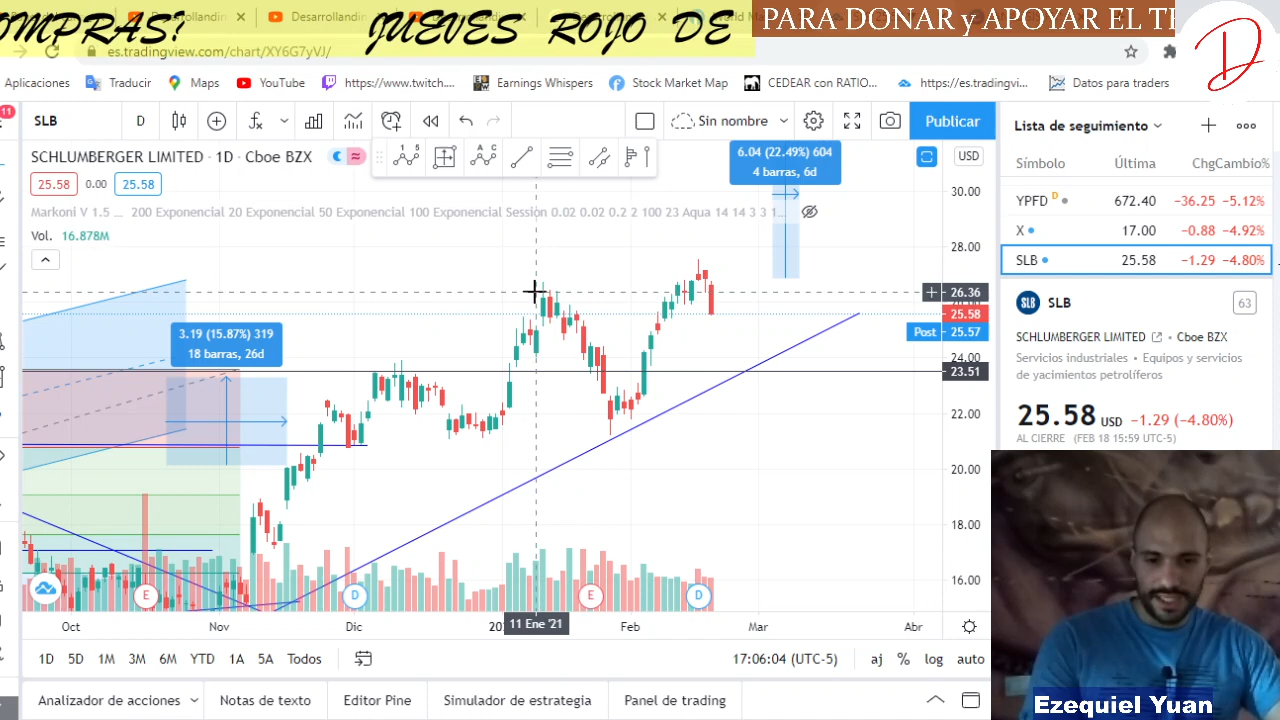 OMPRAS?
JUEVES ROJO DE
PARA DONAR y APOYAR EL TE
Desarrollandin
es.tradingview.com/chart/XY6G7yVJ/
Aplicaciones
Traducir
Maps
YouTube
https://www.twitch....
Earnings Whispers
Stock Market Map
CEDEAR con RATIO...
https://es.tradingvi...
Datos para traders
11
SLB
D
Sin nombre
Publicar
SCHLUMBERGER LIMITED · 1D · Cboe BZX
25.58
0.00
25.58
Markoni V 1.5 ... 200 Exponencial 20 Exponencial 50 Exponencial 100 Exponencial Sessión 0.02 0.02 0.2 2 100 23 Aqua 14 14 3 3 1...
Vol. 16.878M
6.04 (22.49%) 604
4 barras, 6d
3.19 (15.87%) 319
18 barras, 26d
USD
30.00
28.00
26.36
25.58
Post 25.57
24.00
23.51
22.00
20.00
18.00
16.00
E
D
E
D
Oct
Nov
Dic
11 Ene '21
Feb
Mar
Abr
1D
5D
1M
3M
6M
YTD
1A
5A
Todos
17:06:04 (UTC-5)
aj
%
log
auto
Analizador de acciones
Notas de texto
Editor Pine
Simulador de estrategia
Panel de trading
Lista de seguimiento
Símbolo
Última
Chg
Cambio%
YPFD D 672.40 −36.25 −5.12%
X 17.00 −0.88 −4.92%
SLB 25.58 −1.29 −4.80%
SLB
SLB
63
SCHLUMBERGER LIMITED · Cboe BZX
Servicios industriales • Equipos y servicios
de yacimientos petrolíferos
25.58 USD −1.29 (−4.80%)
AL CIERRE (FEB 18 15:59 UTC-5)
Ezequiel Yuan